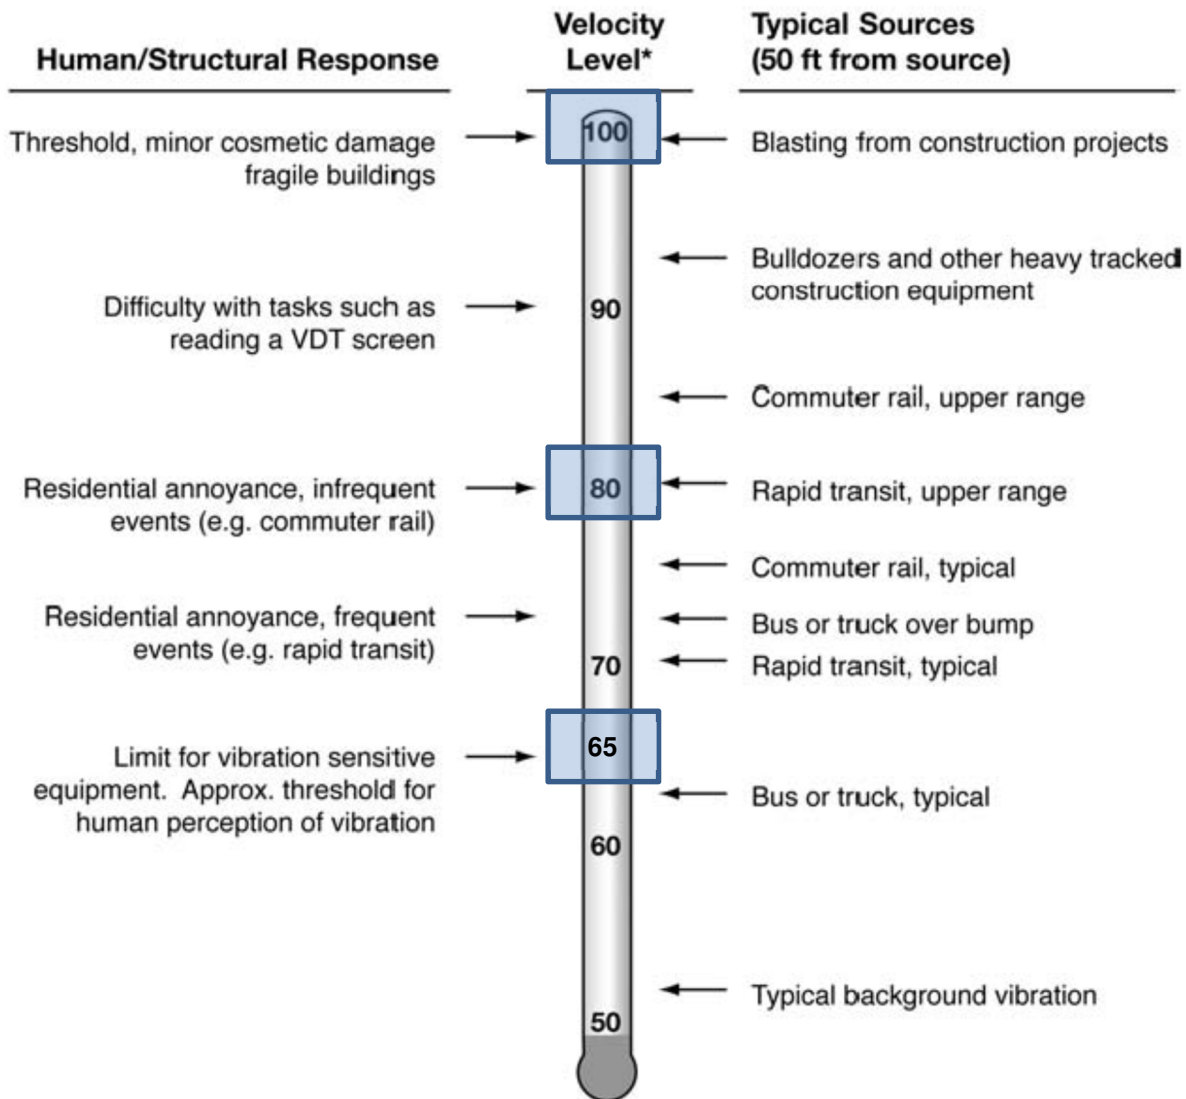 Human/Structural Response
Velocity
Level*
Typical Sources
(50 ft from source)
Threshold, minor cosmetic damage
fragile buildings
100
Blasting from construction projects
Bulldozers and other heavy tracked
construction equipment
Difficulty with tasks such as
reading a VDT screen
90
Commuter rail, upper range
Residential annoyance, infrequent
events (e.g. commuter rail)
80
Rapid transit, upper range
Commuter rail, typical
Residential annoyance, frequent
events (e.g. rapid transit)
Bus or truck over bump
70
Rapid transit, typical
Limit for vibration sensitive
equipment. Approx. threshold for
human perception of vibration
65
Bus or truck, typical
60
Typical background vibration
50